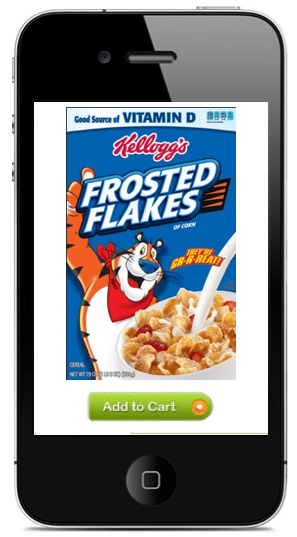 Good Source of VITAMIN D
Kellogg's
FROSTED
FLAKES
OF CORN
THEY'RE
GR-R-REAT!
CEREAL
Add to Cart